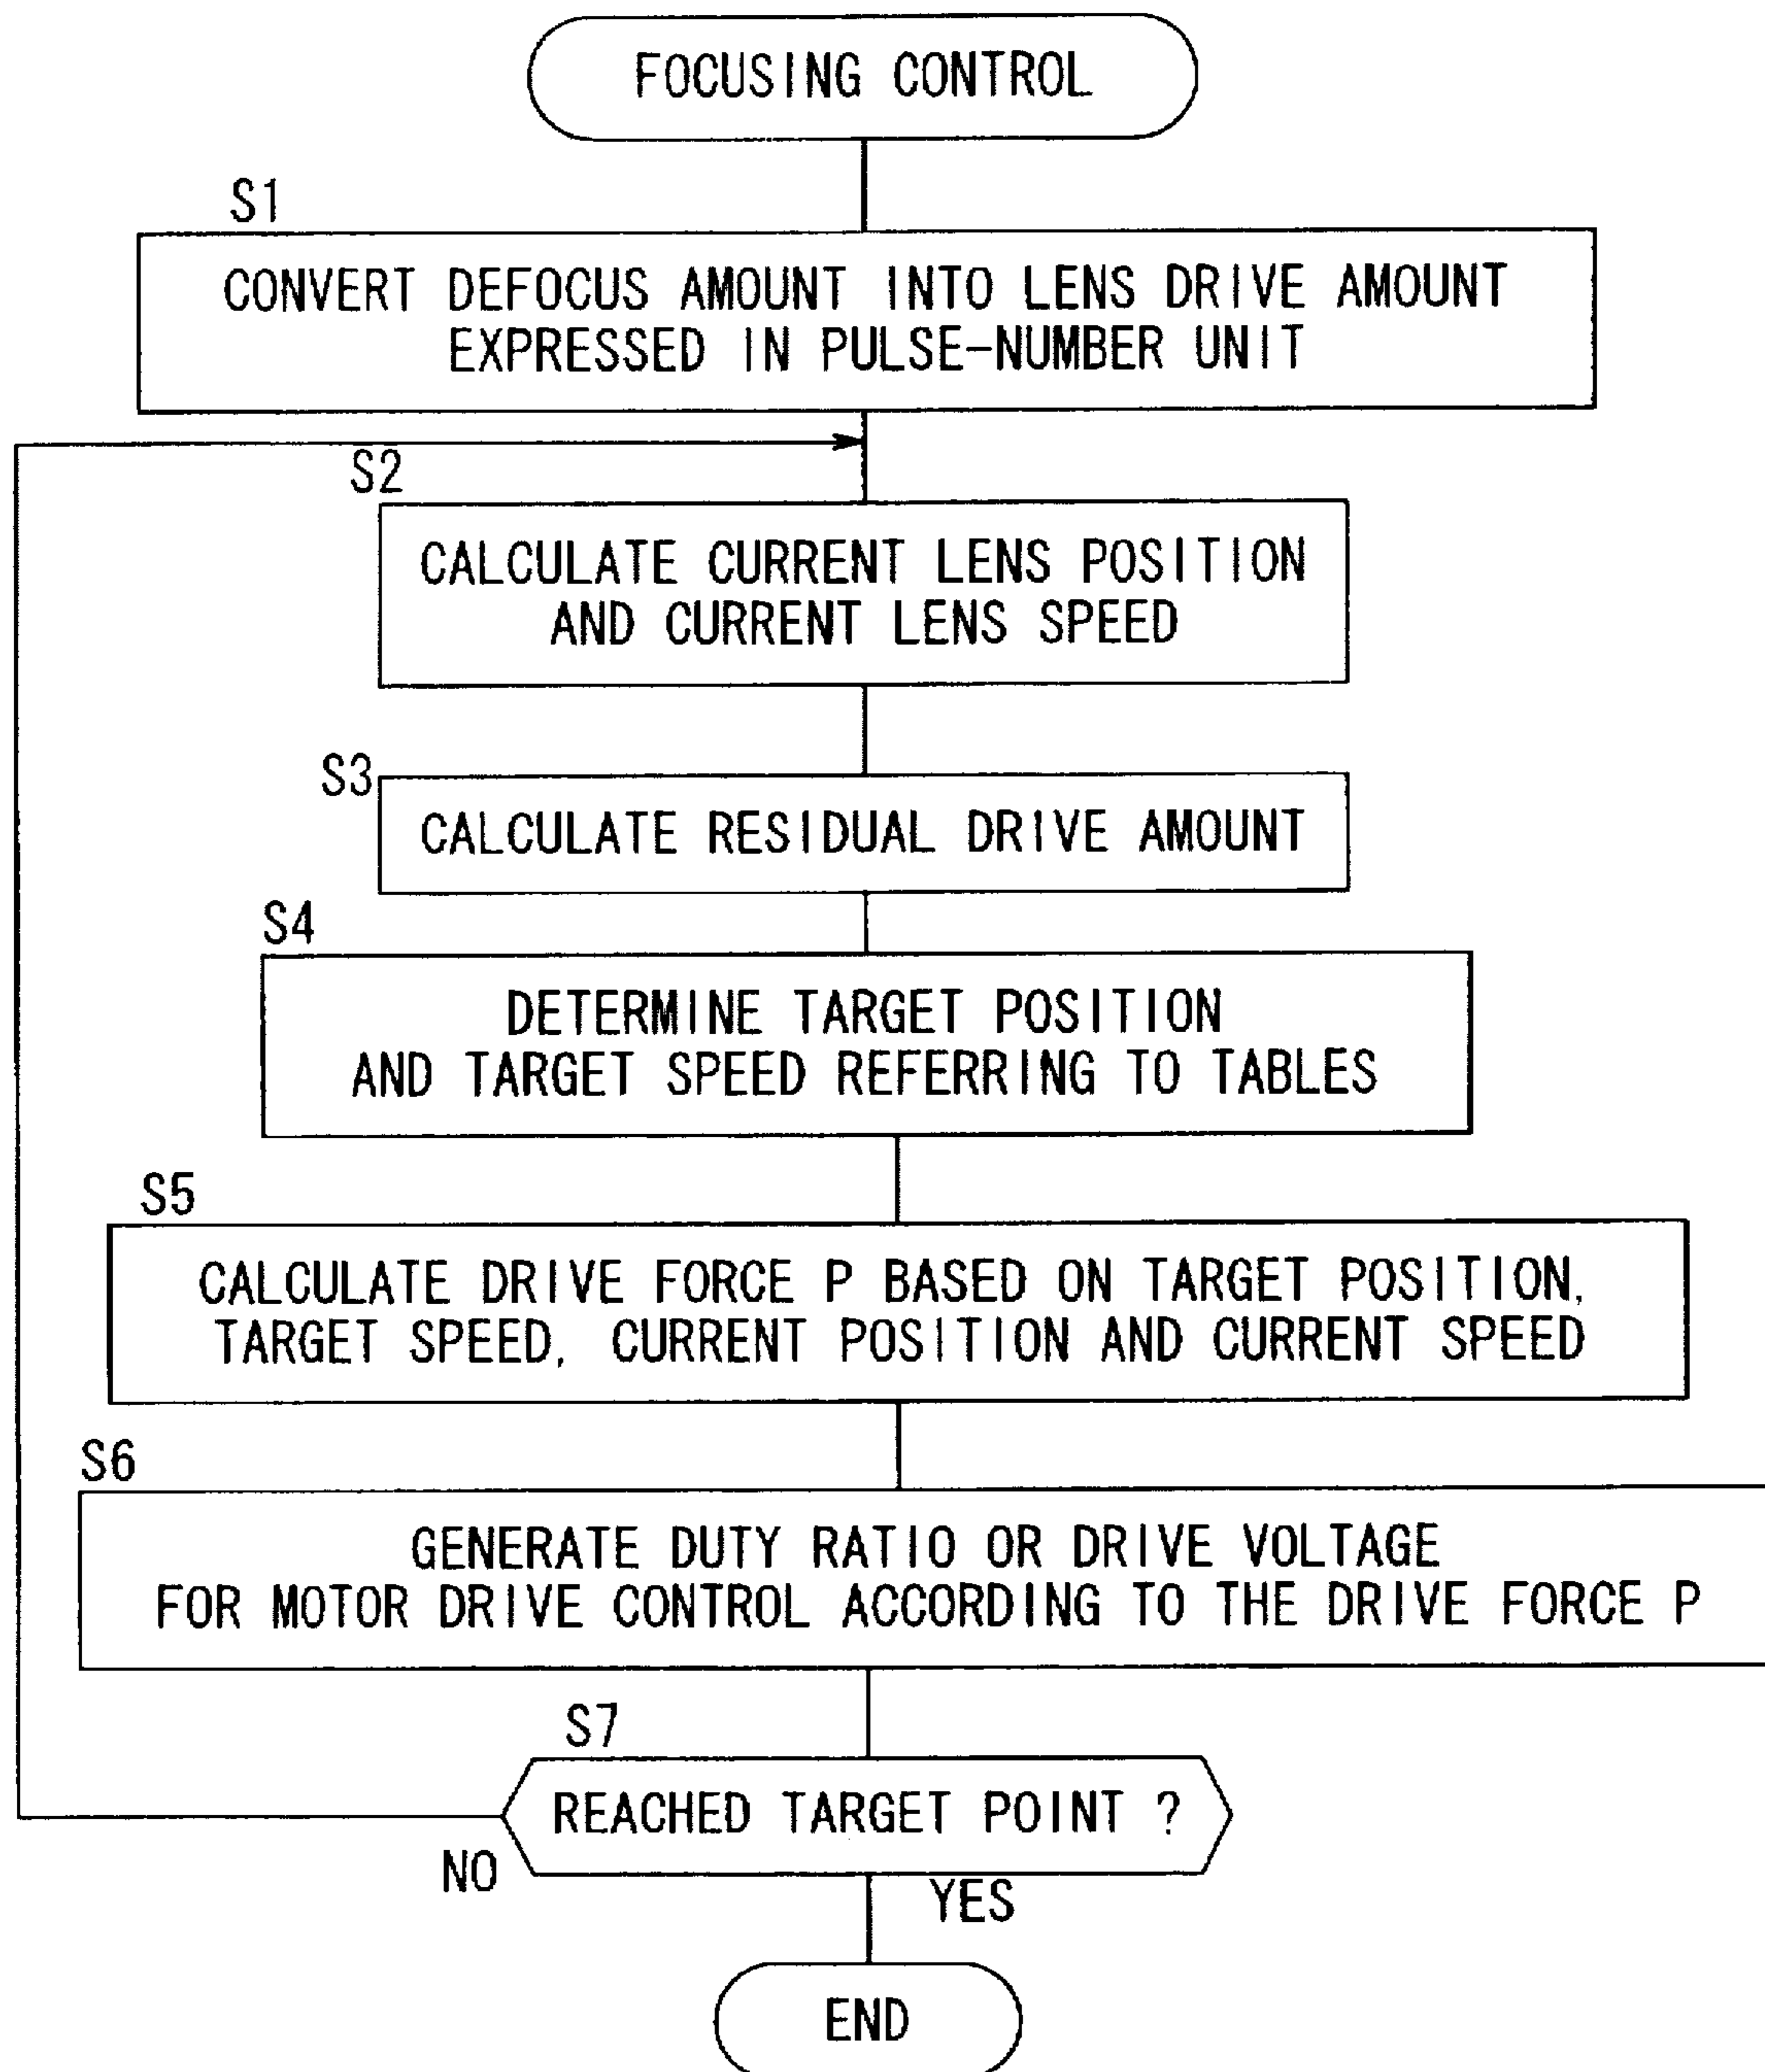 FOCUSING CONTROL
S1
CONVERT DEFOCUS AMOUNT INTO LENS DRIVE AMOUNT
EXPRESSED IN PULSE-NUMBER UNIT
S2
CALCULATE CURRENT LENS POSITION
AND CURRENT LENS SPEED
S3
CALCULATE RESIDUAL DRIVE AMOUNT
S4
DETERMINE TARGET POSITION
AND TARGET SPEED REFERRING TO TABLES
S5
CALCULATE DRIVE FORCE P BASED ON TARGET POSITION,
TARGET SPEED, CURRENT POSITION AND CURRENT SPEED
S6
GENERATE DUTY RATIO OR DRIVE VOLTAGE
FOR MOTOR DRIVE CONTROL ACCORDING TO THE DRIVE FORCE P
S7
REACHED TARGET POINT ?
NO
YES
END